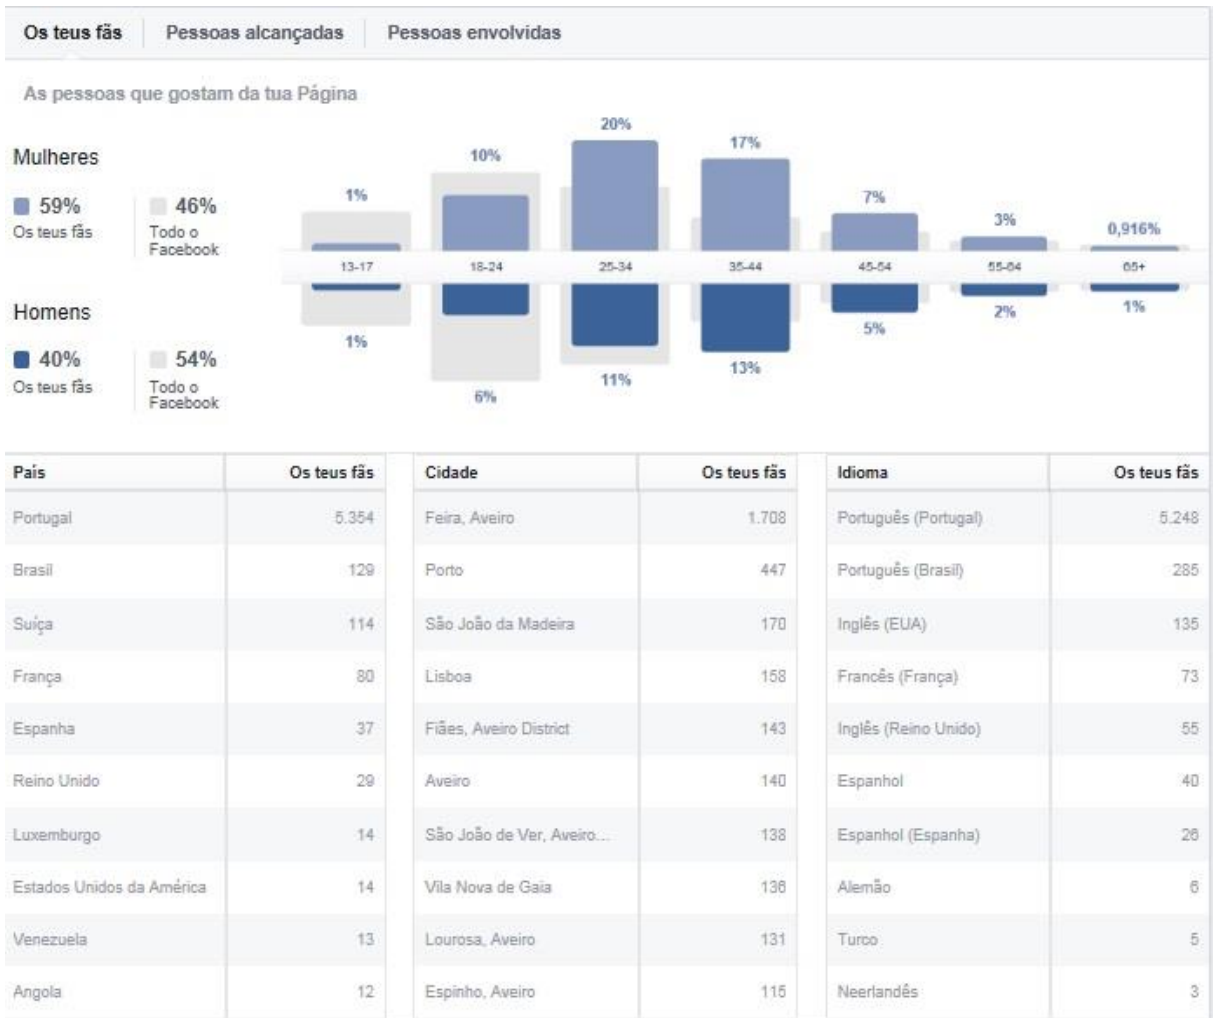 Os teus fãs Pessoas alcançadas Pessoas envolvidas
As pessoas que gostam da tua Página
Mulheres
59% 46%
Os teus fãs Todo o
Facebook
Homens
40% 54%
Os teus fãs Todo o
Facebook
1% 10% 20% 17% 7% 3% 0,916%
13-17 18-24 25-34 35-44 45-54 55-64 65+
1% 6% 11% 13% 5% 2% 1%
País Os teus fãs Cidade Os teus fãs Idioma Os teus fãs
Portugal 5.354 Feira, Aveiro 1.708 Português (Portugal) 5.248
Brasil 129 Porto 447 Português (Brasil) 285
Suíça 114 São João da Madeira 170 Inglês (EUA) 135
França 80 Lisboa 158 Francês (França) 73
Espanha 37 Fiães, Aveiro District 143 Inglês (Reino Unido) 55
Reino Unido 29 Aveiro 140 Espanhol 40
Luxemburgo 14 São João de Ver, Aveiro... 138 Espanhol (Espanha) 26
Estados Unidos da América 14 Vila Nova de Gaia 136 Alemão 6
Venezuela 13 Lourosa, Aveiro 131 Turco 5
Angola 12 Espinho, Aveiro 115 Neerlandês 3